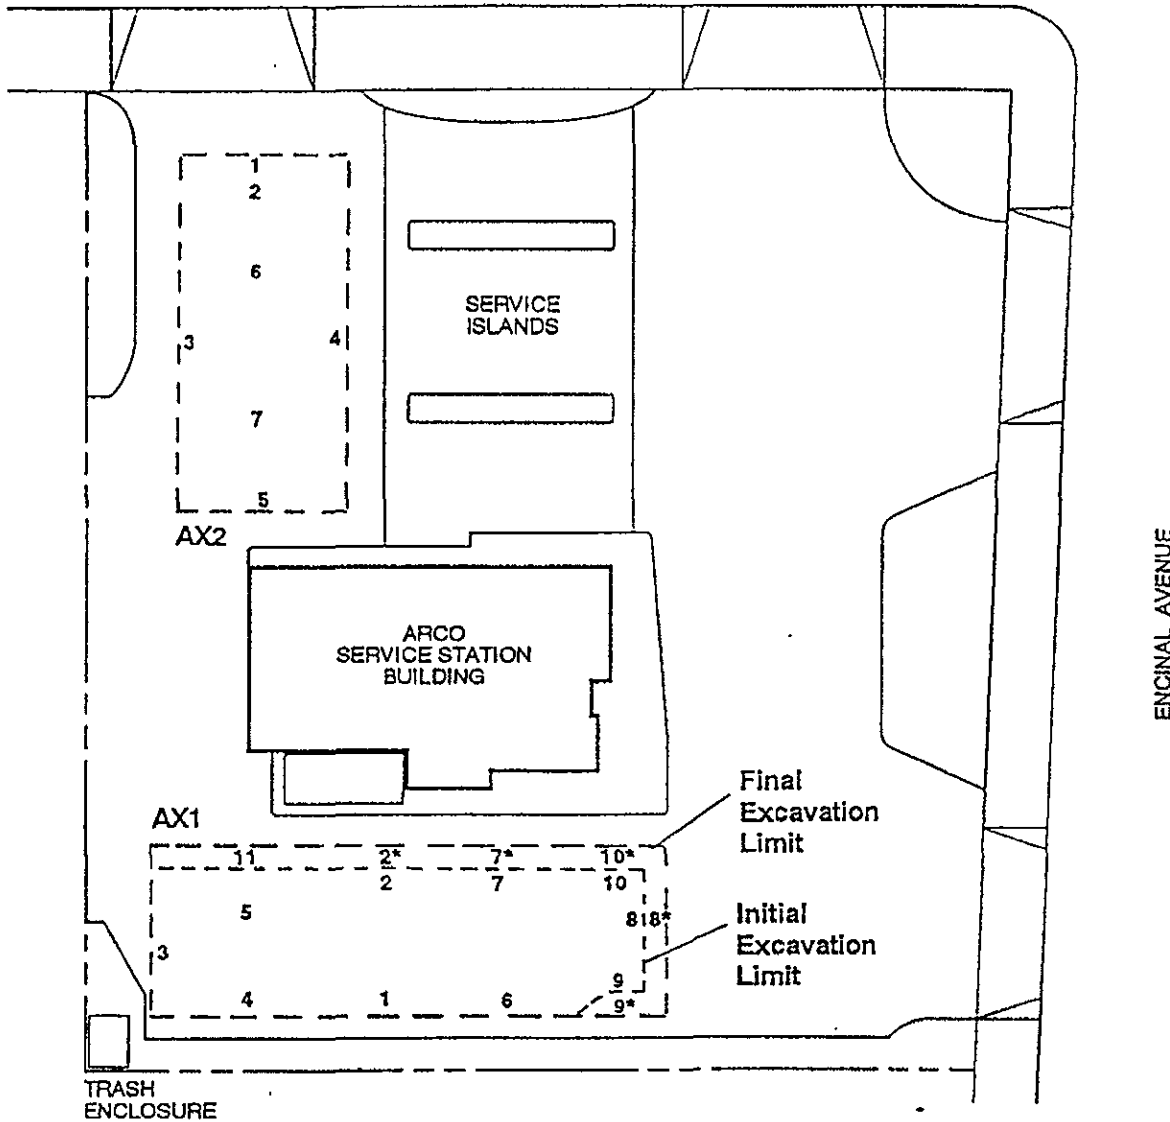 1
2
6
SERVICE
ISLANDS
3 4
7
5
AX2
ENCINAL AVENUE
ARCO
SERVICE STATION
BUILDING
Final
Excavation
Limit
AX1
11 2* 7* 10*
2 7 10
5 8 8*
Initial
Excavation
Limit
3
9
4 1 6 9*
TRASH
ENCLOSURE